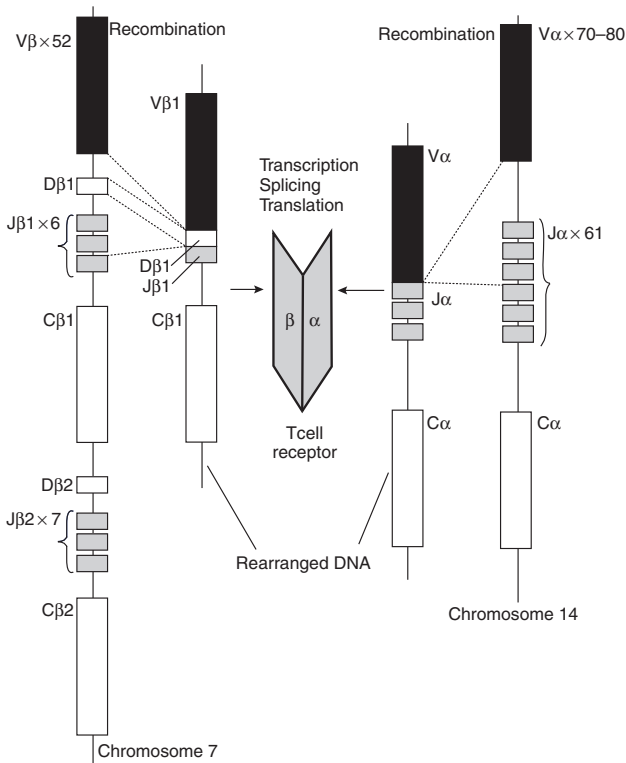 Recombination
Vβ×52
Dβ1
Jβ1×6
Cβ1
Dβ2
Jβ2×7
Cβ2
Chromosome 7
Vβ1
Dβ1
Jβ1
Cβ1
Transcription
Splicing
Translation
β
α
Tcell
receptor
Rearranged DNA
Vα
Jα
Cα
Recombination
Vα×70–80
Jα×61
Cα
Chromosome 14